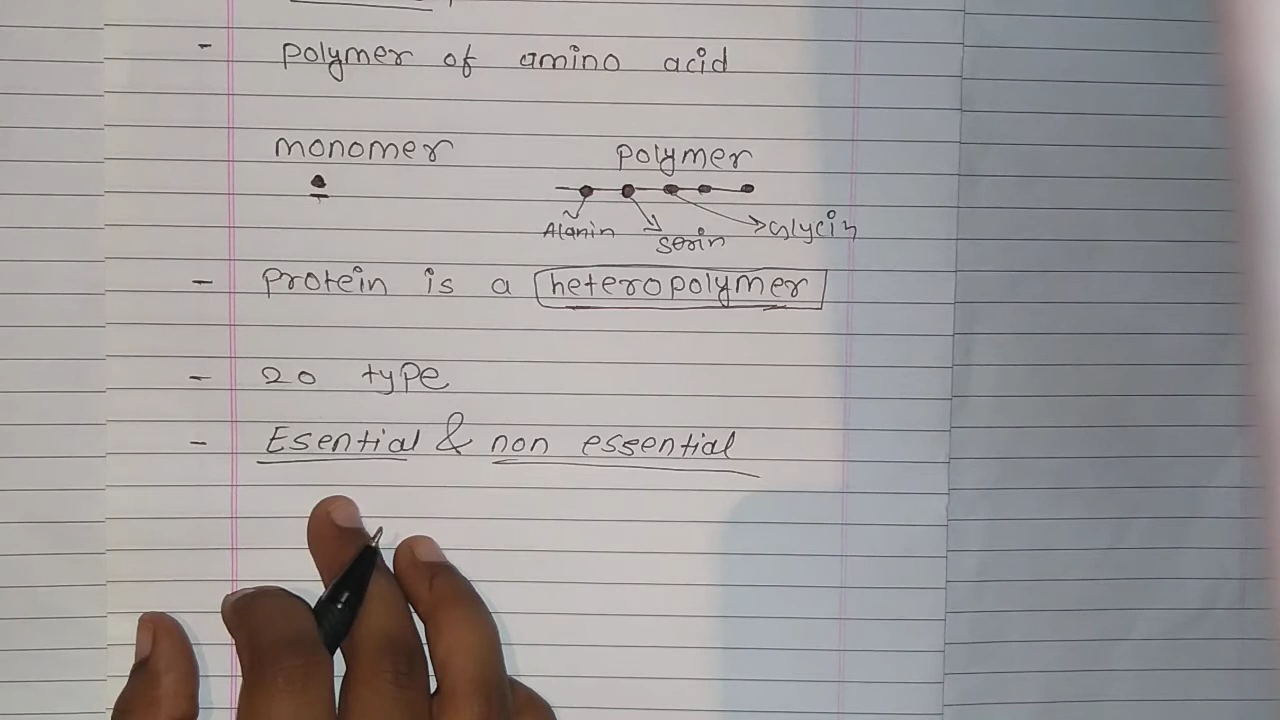 - polymer of amino acid
monomer polymer
Alanin serin Glycin
- protein is a heteropolymer
- 20 type
- Esential & non essential